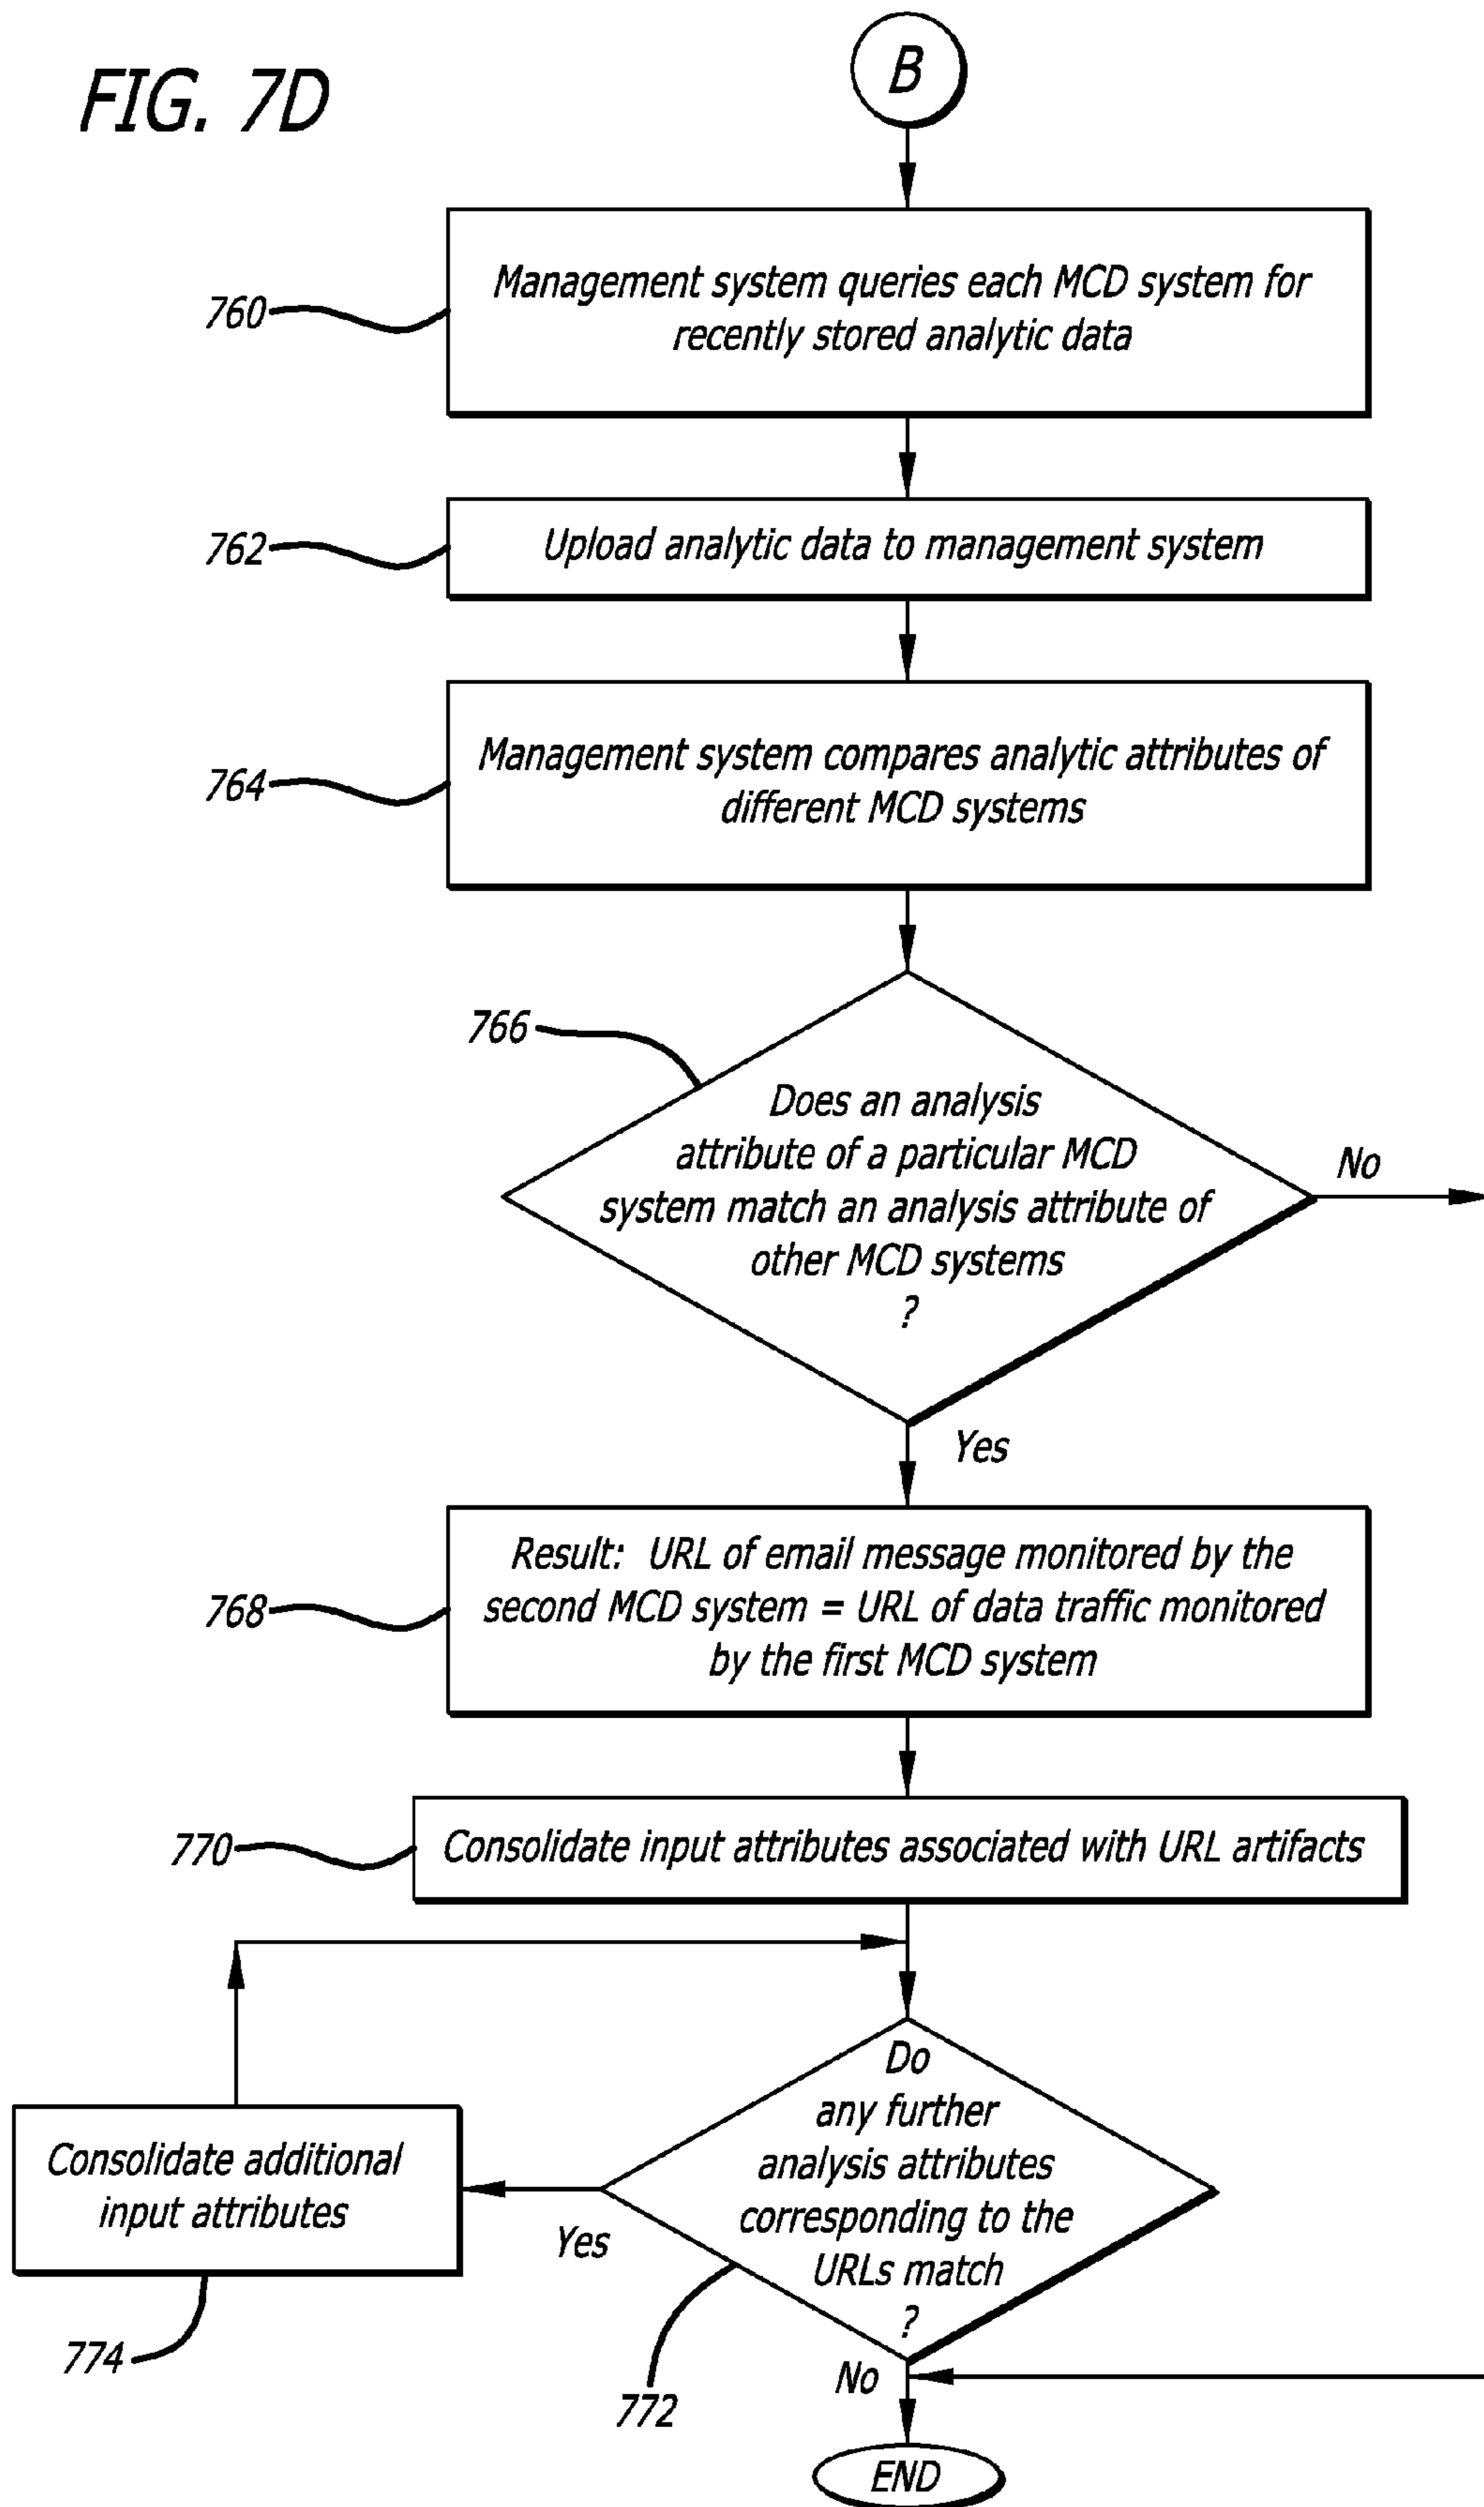 FIG. 7D
B
760
Management system queries each MCD system for
recently stored analytic data
762
Upload analytic data to management system
764
Management system compares analytic attributes of
different MCD systems
766
Does an analysis
attribute of a particular MCD
system match an analysis attribute of
other MCD systems
?
No
Yes
768
Result: URL of email message monitored by the
second MCD system = URL of data traffic monitored
by the first MCD system
770
Consolidate input attributes associated with URL artifacts
Do
any further
analysis attributes
corresponding to the
URLs match
?
Yes
Consolidate additional
input attributes
774
772
No
END